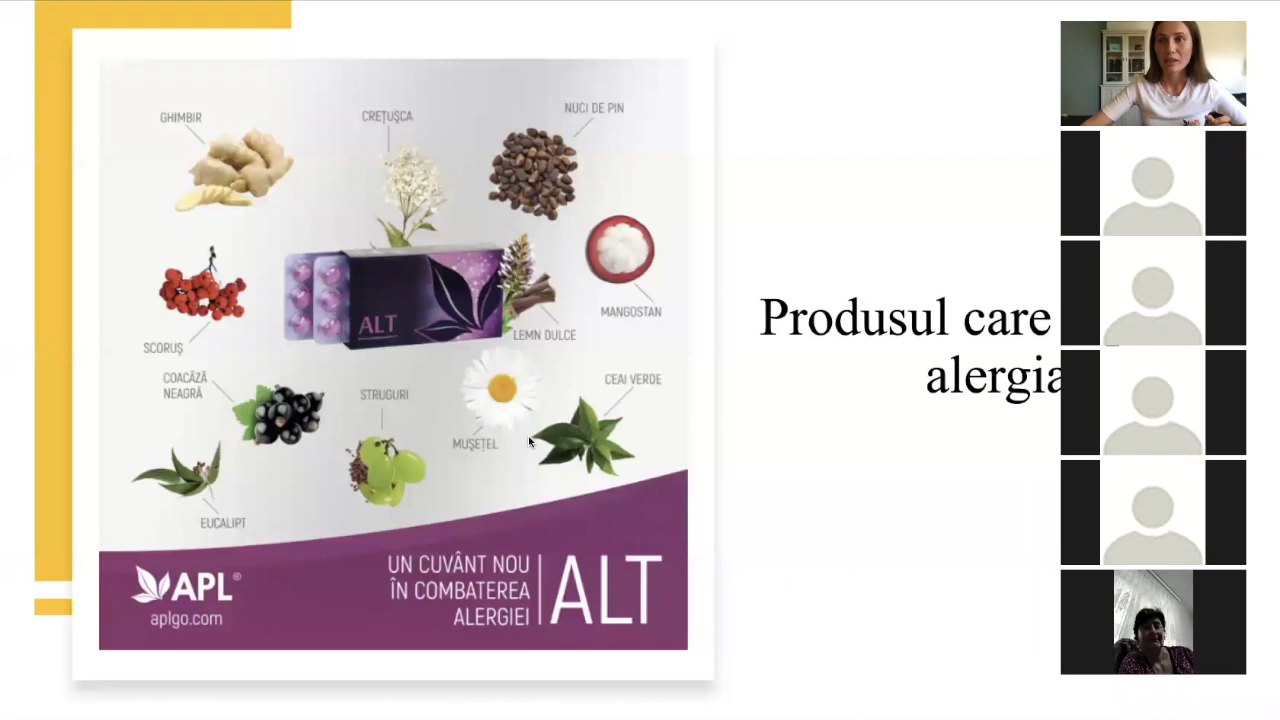 GHIMBIR
CREȚUȘCA
NUCI DE PIN
MANGOSTAN
ALT
LEMN DULCE
SCORUȘ
COACĂZĂ
NEAGRĂ
STRUGURI
CEAI VERDE
MUȘEȚEL
EUCALIPT
APL®
aplgo.com
UN CUVÂNT NOU
ÎN COMBATEREA
ALERGIEI
ALT
Produsul care
alergia